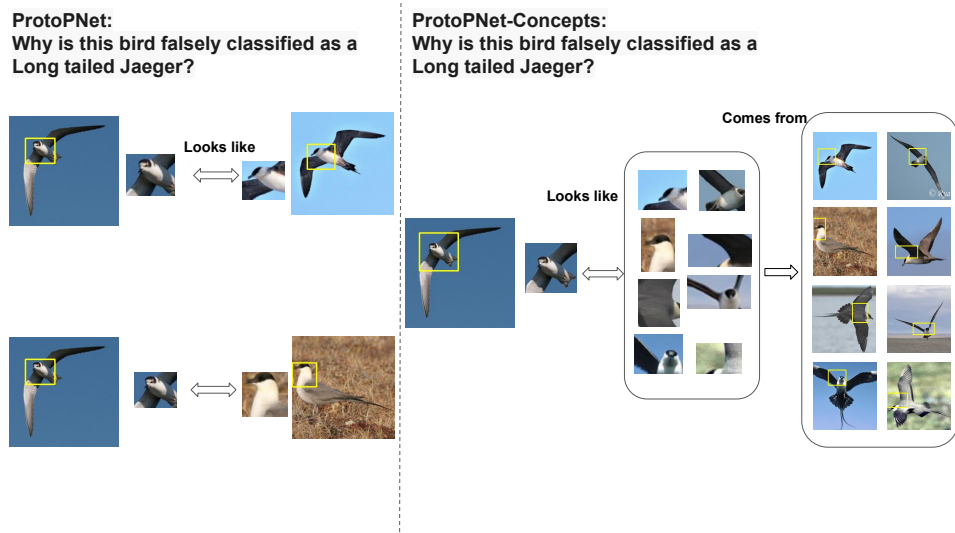 ProtoPNet:
Why is this bird falsely classified as a
Long tailed Jaeger?
Looks like
ProtoPNet-Concepts:
Why is this bird falsely classified as a
Long tailed Jaeger?
Looks like
Comes from